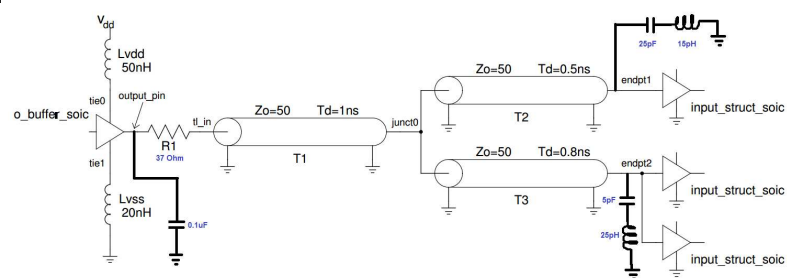 Vdd
Lvdd
50nH
tie0
output_pin
o_buffer_soic
tie1
R1
37 Ohm
tl_in
Lvss
20nH
0.1uF
Zo=50 Td=1ns
T1
junct0
Zo=50 Td=0.5ns
T2
endpt1
25pF 15pH
input_struct_soic
Zo=50 Td=0.8ns
T3
endpt2
5pF
25pH
input_struct_soic
input_struct_soic